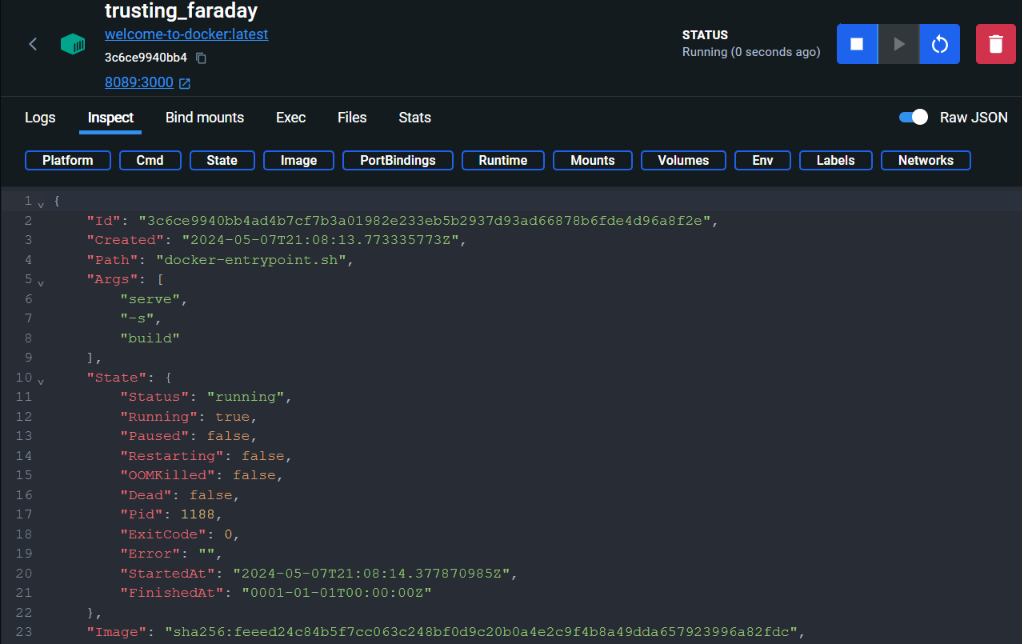 trusting_faraday
welcome-to-docker:latest
3c6ce9940bb4
8089:3000
STATUS
Running (0 seconds ago)
Logs Inspect Bind mounts Exec Files Stats Raw JSON
Platform Cmd State Image PortBindings Runtime Mounts Volumes Env Labels Networks
1 {
2 "Id": "3c6ce9940bb4ad4b7cf7b3a01982e233eb5b2937d93ad66878b6fde4d96a8f2e",
3 "Created": "2024-05-07T21:08:13.773335773Z",
4 "Path": "docker-entrypoint.sh",
5 "Args": [
6 "serve",
7 "-s",
8 "build"
9 ],
10 "State": {
11 "Status": "running",
12 "Running": true,
13 "Paused": false,
14 "Restarting": false,
15 "OOMKilled": false,
16 "Dead": false,
17 "Pid": 1188,
18 "ExitCode": 0,
19 "Error": "",
20 "StartedAt": "2024-05-07T21:08:14.377870985Z",
21 "FinishedAt": "0001-01-01T00:00:00Z"
22 },
23 "Image": "sha256:feeed24c84b5f7cc063c248bf0d9c20b0a4e2c9f4b8a49dda657923996a82fdc",